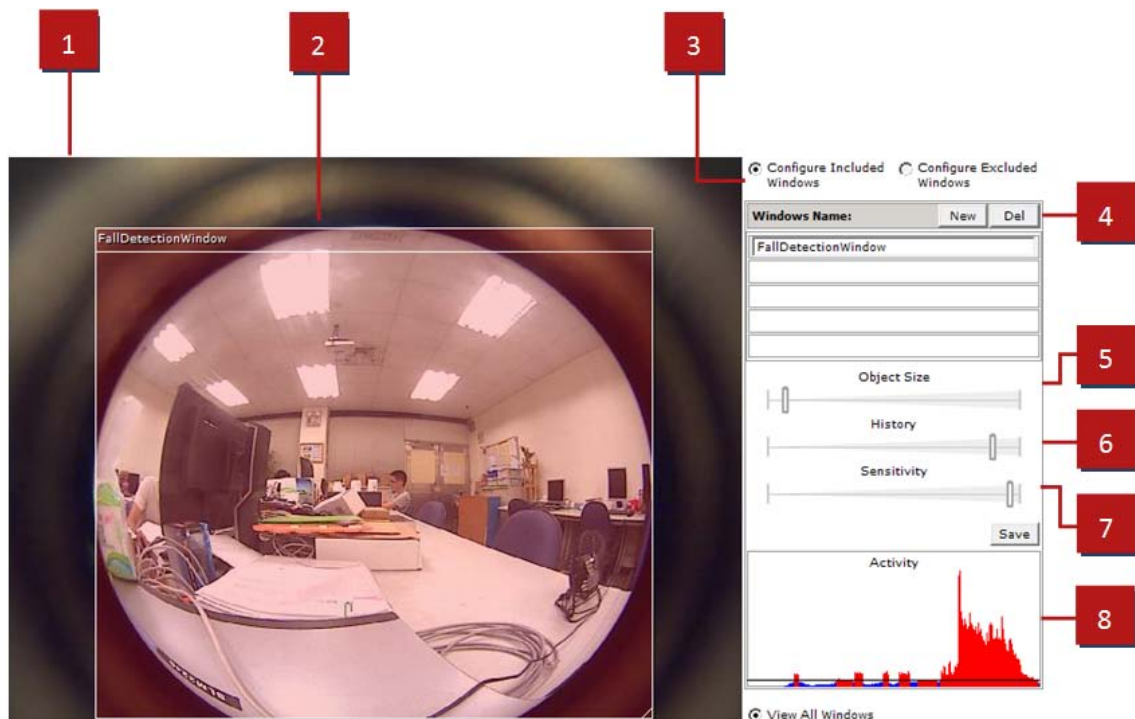 1
2
3
Configure Included Windows
Configure Excluded Windows
4
Windows Name:
New
Del
FallDetectionWindow
FallDetectionWindow
5
Object Size
History
6
Sensitivity
7
Save
Activity
8
View All Windows